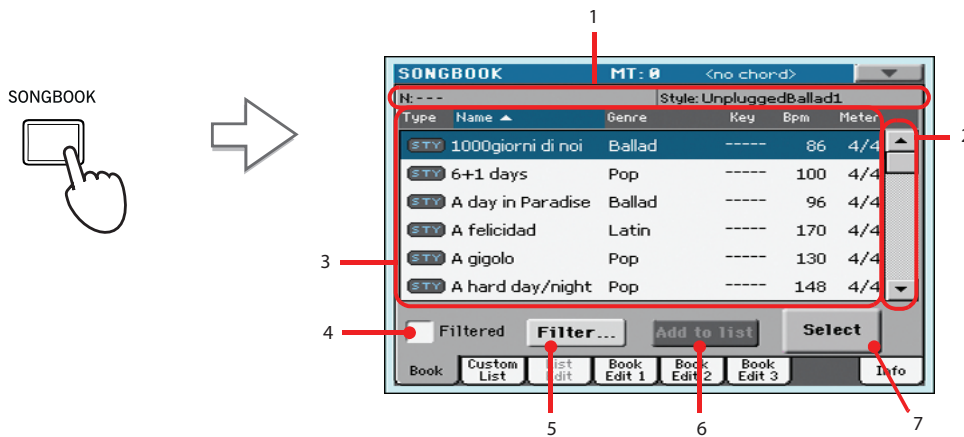 1
SONGBOOK
SONGBOOK MT: 0 <no chord>
N: --- Style: UnpluggedBallad1
Type Name Genre Key Bpm Meter
2
STY 1000giorni di noi Ballad ----- 86 4/4
STY 6+1 days Pop ----- 100 4/4
STY A day in Paradise Ballad ----- 96 4/4
STY A felicidad Latin ----- 170 4/4
3
STY A gigolo Pop ----- 130 4/4
STY A hard day/night Pop ----- 148 4/4
4
Filtered Filter... Add to list Select
Book Custom List List Edit Book Edit 1 Book Edit 2 Book Edit 3 Info
5
6
7